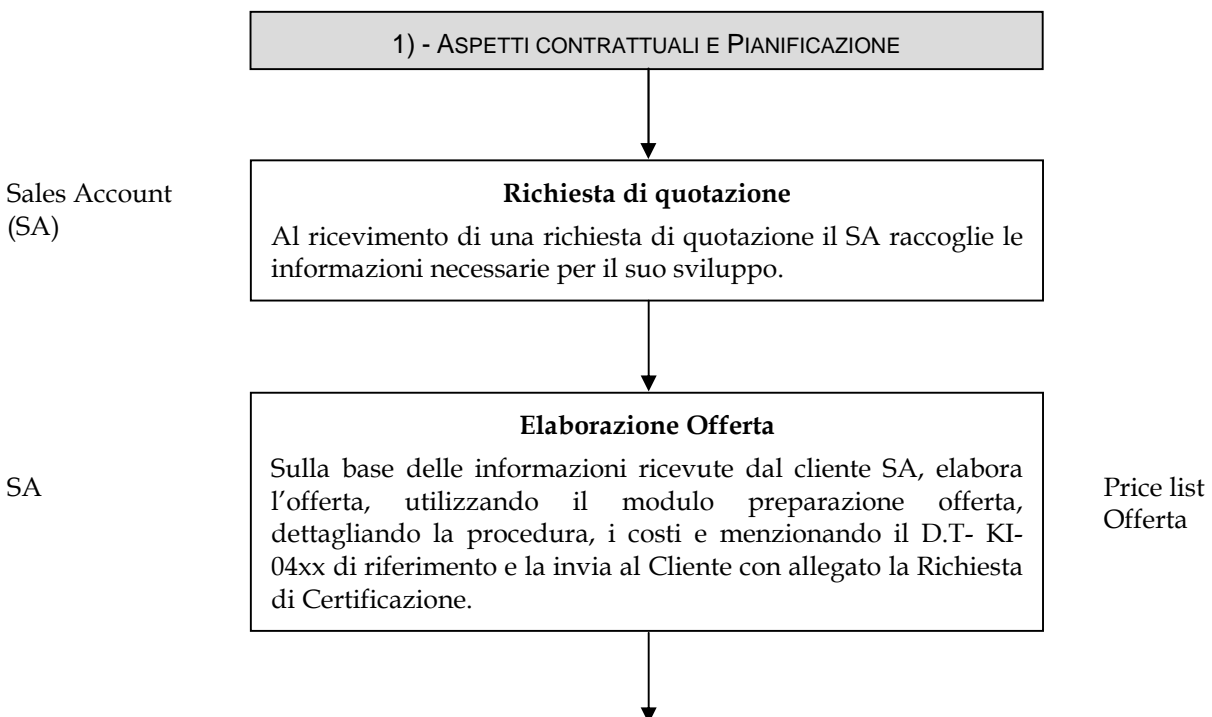 1) - ASPETTI CONTRATTUALI E PIANIFICAZIONE
Sales Account
(SA)
Richiesta di quotazione
Al ricevimento di una richiesta di quotazione il SA raccoglie le
informazioni necessarie per il suo sviluppo.
SA
Elaborazione Offerta
Sulla base delle informazioni ricevute dal cliente SA, elabora
l'offerta, utilizzando il modulo preparazione offerta,
dettagliando la procedura, i costi e menzionando il D.T- KI-
04xx di riferimento e la invia al Cliente con allegato la Richiesta
di Certificazione.
Price list
Offerta